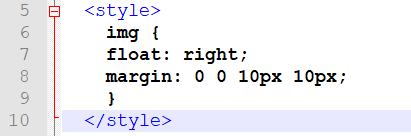 5 <style>
6 img {
7 float: right;
8 margin: 0 0 10px 10px;
9 }
10 </style>